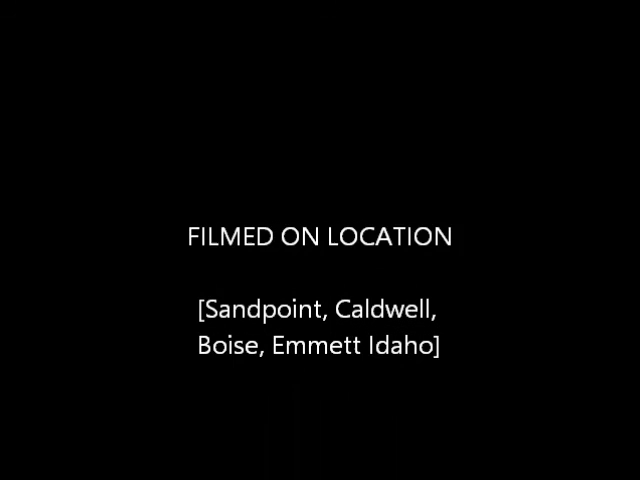 FILMED ON LOCATION
[Sandpoint, Caldwell,
Boise, Emmett Idaho]